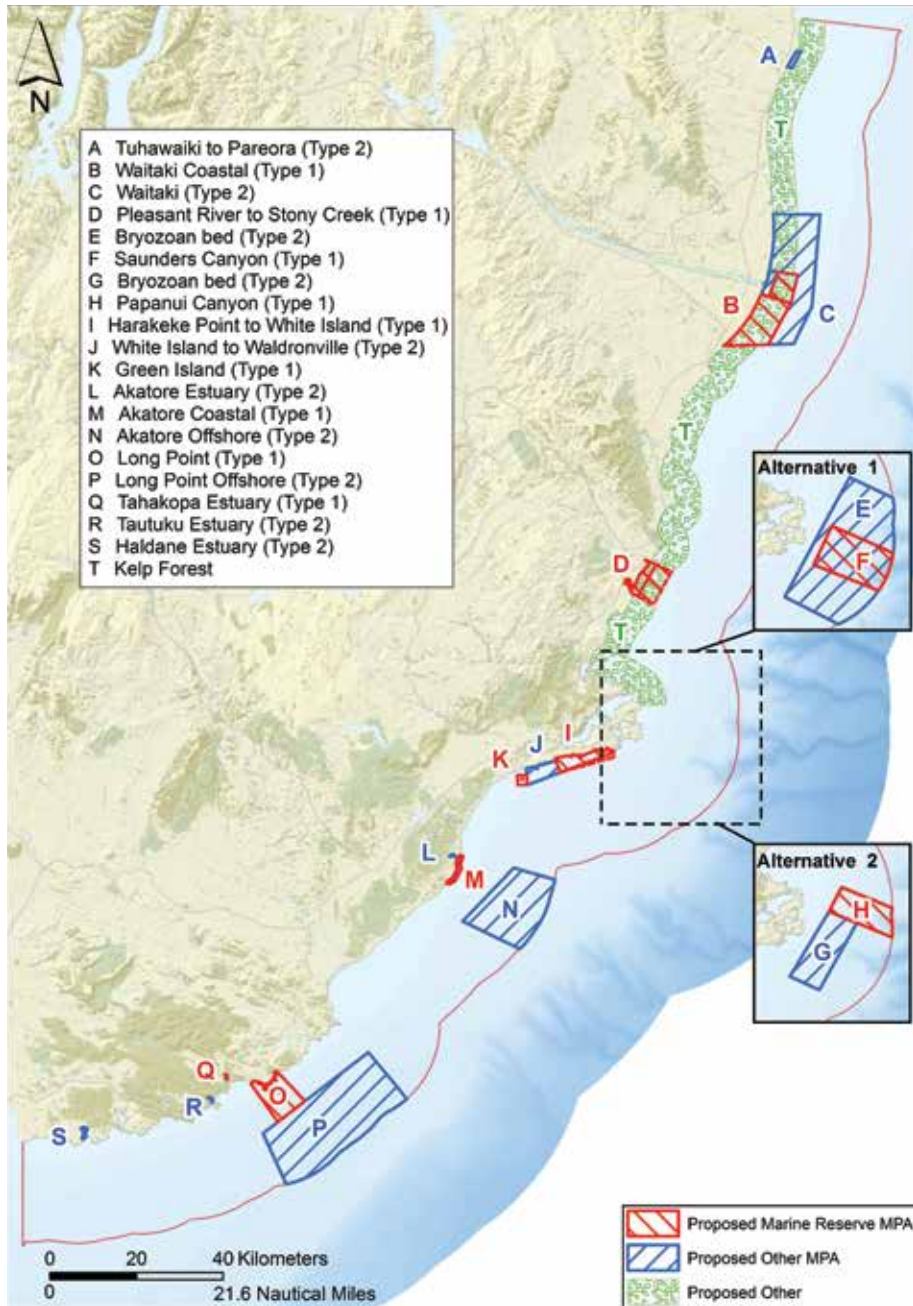 N
A Tuhawaiki to Pareora (Type 2)
B Waitaki Coastal (Type 1)
C Waitaki (Type 2)
D Pleasant River to Stony Creek (Type 1)
E Bryozoan bed (Type 2)
F Saunders Canyon (Type 1)
G Bryozoan bed (Type 2)
H Papanui Canyon (Type 1)
I Harakeke Point to White Island (Type 1)
J White Island to Waldronville (Type 2)
K Green Island (Type 1)
L Akatore Estuary (Type 2)
M Akatore Coastal (Type 1)
N Akatore Offshore (Type 2)
O Long Point (Type 1)
P Long Point Offshore (Type 2)
Q Tahakopa Estuary (Type 1)
R Tautuku Estuary (Type 2)
S Haldane Estuary (Type 2)
T Kelp Forest
A
T
B
C
T
Alternative 1
E
F
D
T
I
J
K
Alternative 2
H
G
L
M
N
Q
O
R
P
S
0 20 40 Kilometers
0 21.6 Nautical Miles
Proposed Marine Reserve MPA
Proposed Other MPA
Proposed Other